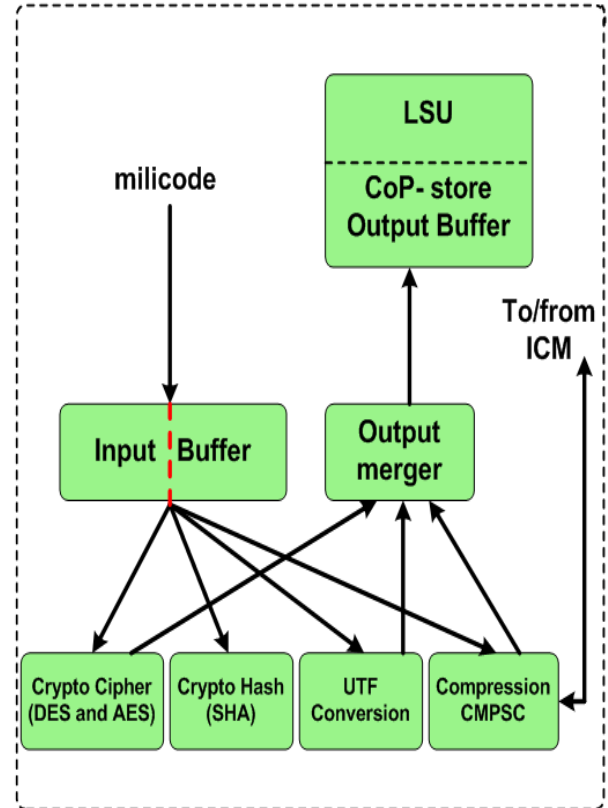 LSU
CoP- store
Output Buffer
milicode
To/from
ICM
Input Buffer
Output
merger
Crypto Cipher
(DES and AES)
Crypto Hash
(SHA)
UTF
Conversion
Compression
CMPSC